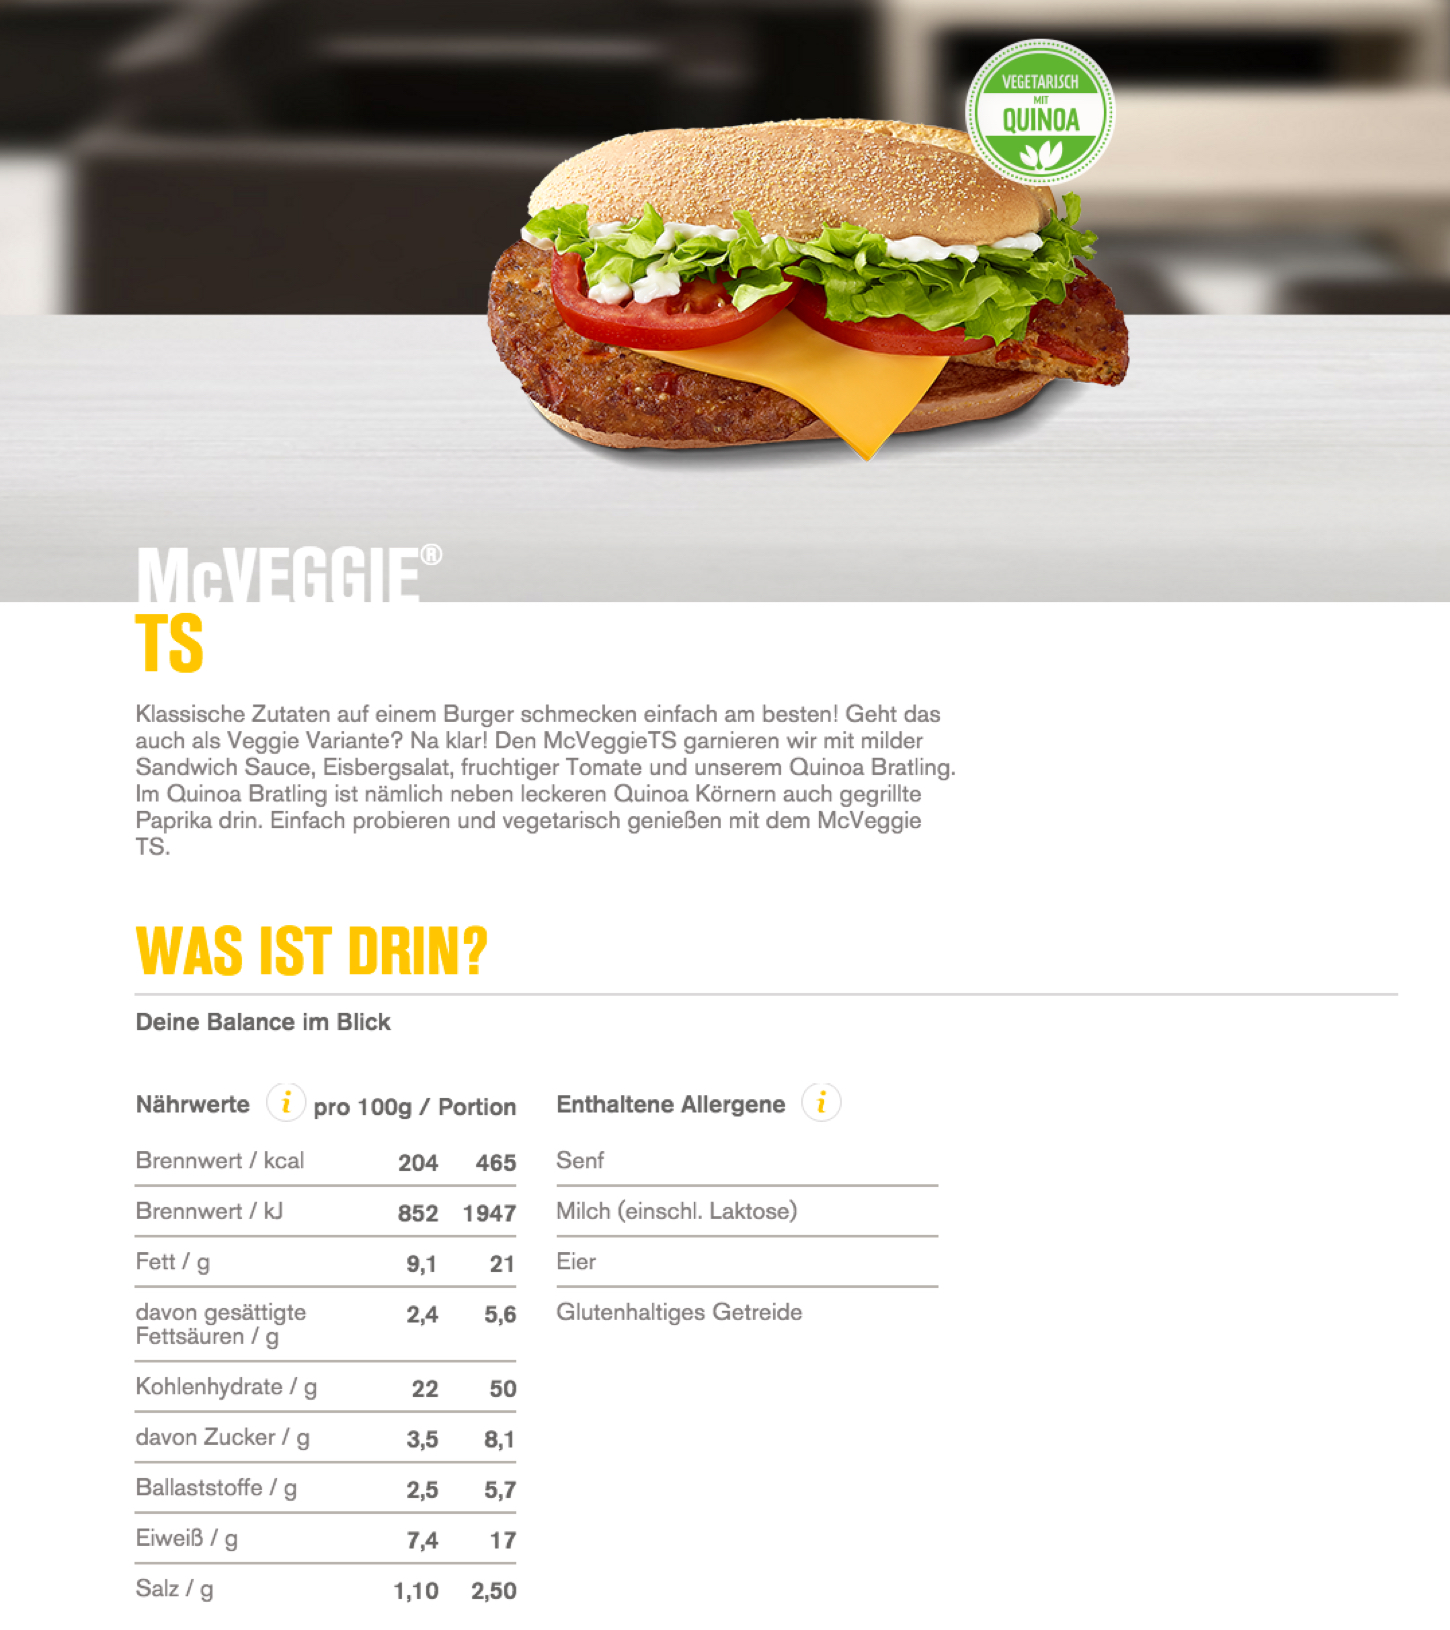 VEGETARISCH
MIT
QUINOA
McVEGGIE®
TS
Klassische Zutaten auf einem Burger schmecken einfach am besten! Geht das
auch als Veggie Variante? Na klar! Den McVeggieTS garnieren wir mit milder
Sandwich Sauce, Eisbergsalat, fruchtiger Tomate und unserem Quinoa Bratling.
Im Quinoa Bratling ist nämlich neben leckeren Quinoa Körnern auch gegrillte
Paprika drin. Einfach probieren und vegetarisch genießen mit dem McVeggie
TS.
WAS IST DRIN?
Deine Balance im Blick
Nährwerte i pro 100g / Portion
Brennwert / kcal 204 465
Brennwert / kJ 852 1947
Fett / g 9,1 21
davon gesättigte 2,4 5,6
Fettsäuren / g
Kohlenhydrate / g 22 50
davon Zucker / g 3,5 8,1
Ballaststoffe / g 2,5 5,7
Eiweiß / g 7,4 17
Salz / g 1,10 2,50
Enthaltene Allergene i
Senf
Milch (einschl. Laktose)
Eier
Glutenhaltiges Getreide